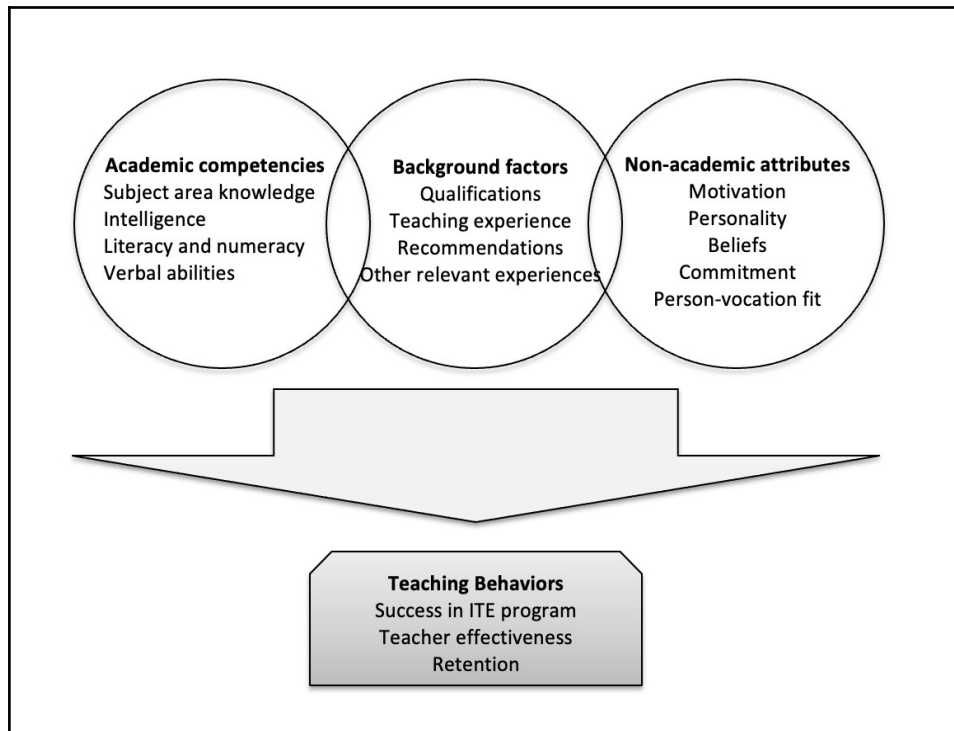 Academic competencies
Subject area knowledge
Intelligence
Literacy and numeracy
Verbal abilities
Background factors
Qualifications
Teaching experience
Recommendations
Other relevant experiences
Non-academic attributes
Motivation
Personality
Beliefs
Commitment
Person-vocation fit
Teaching Behaviors
Success in ITE program
Teacher effectiveness
Retention